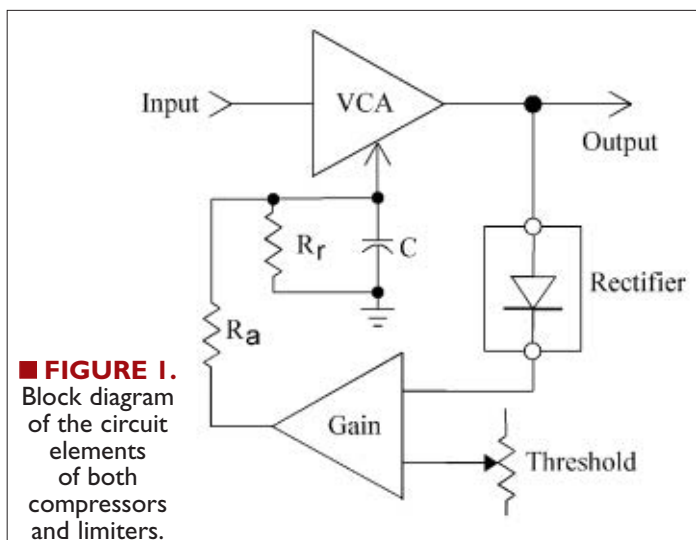 Input
VCA
Output
Rr
C
Rectifier
Ra
Gain
Threshold
■ FIGURE 1.
Block diagram
of the circuit
elements
of both
compressors
and limiters.